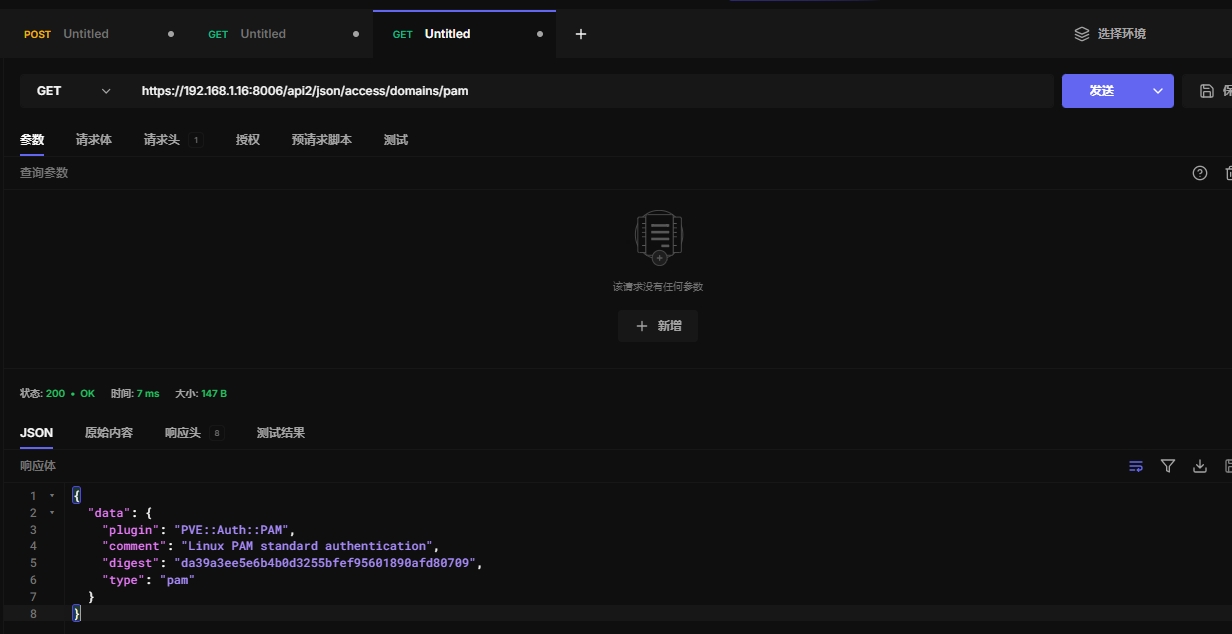 POST Untitled GET Untitled GET Untitled 选择环境
GET https://192.168.1.16:8006/api2/json/access/domains/pam 发送
参数 请求体 请求头 1 授权 预请求脚本 测试
查询参数
该请求没有任何参数
新增
状态: 200 • OK 时间: 7 ms 大小: 147 B
JSON 原始内容 响应头 8 测试结果
响应体
1 {
2 "data": {
3 "plugin": "PVE::Auth::PAM",
4 "comment": "Linux PAM standard authentication",
5 "digest": "da39a3ee5e6b4b0d3255bfef95601890afd80709",
6 "type": "pam"
7 }
8 }